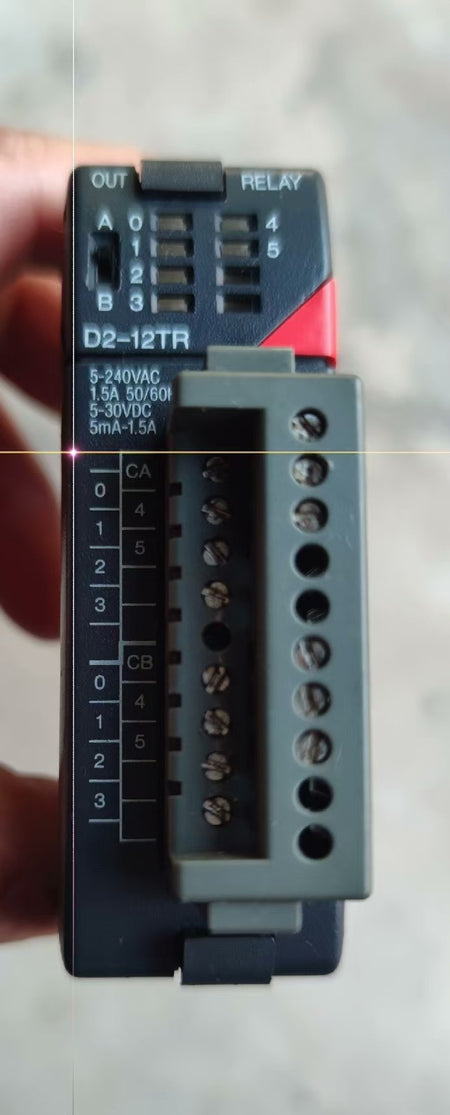 OUT RELAY
A 0 4
1 5
2
B 3
D2-12TR
5-240VAC
1.5A 50/60H
5-30VDC
5mA-1.5A
CA
0
4
1
5
2
3
CB
0
4
1
5
2
3